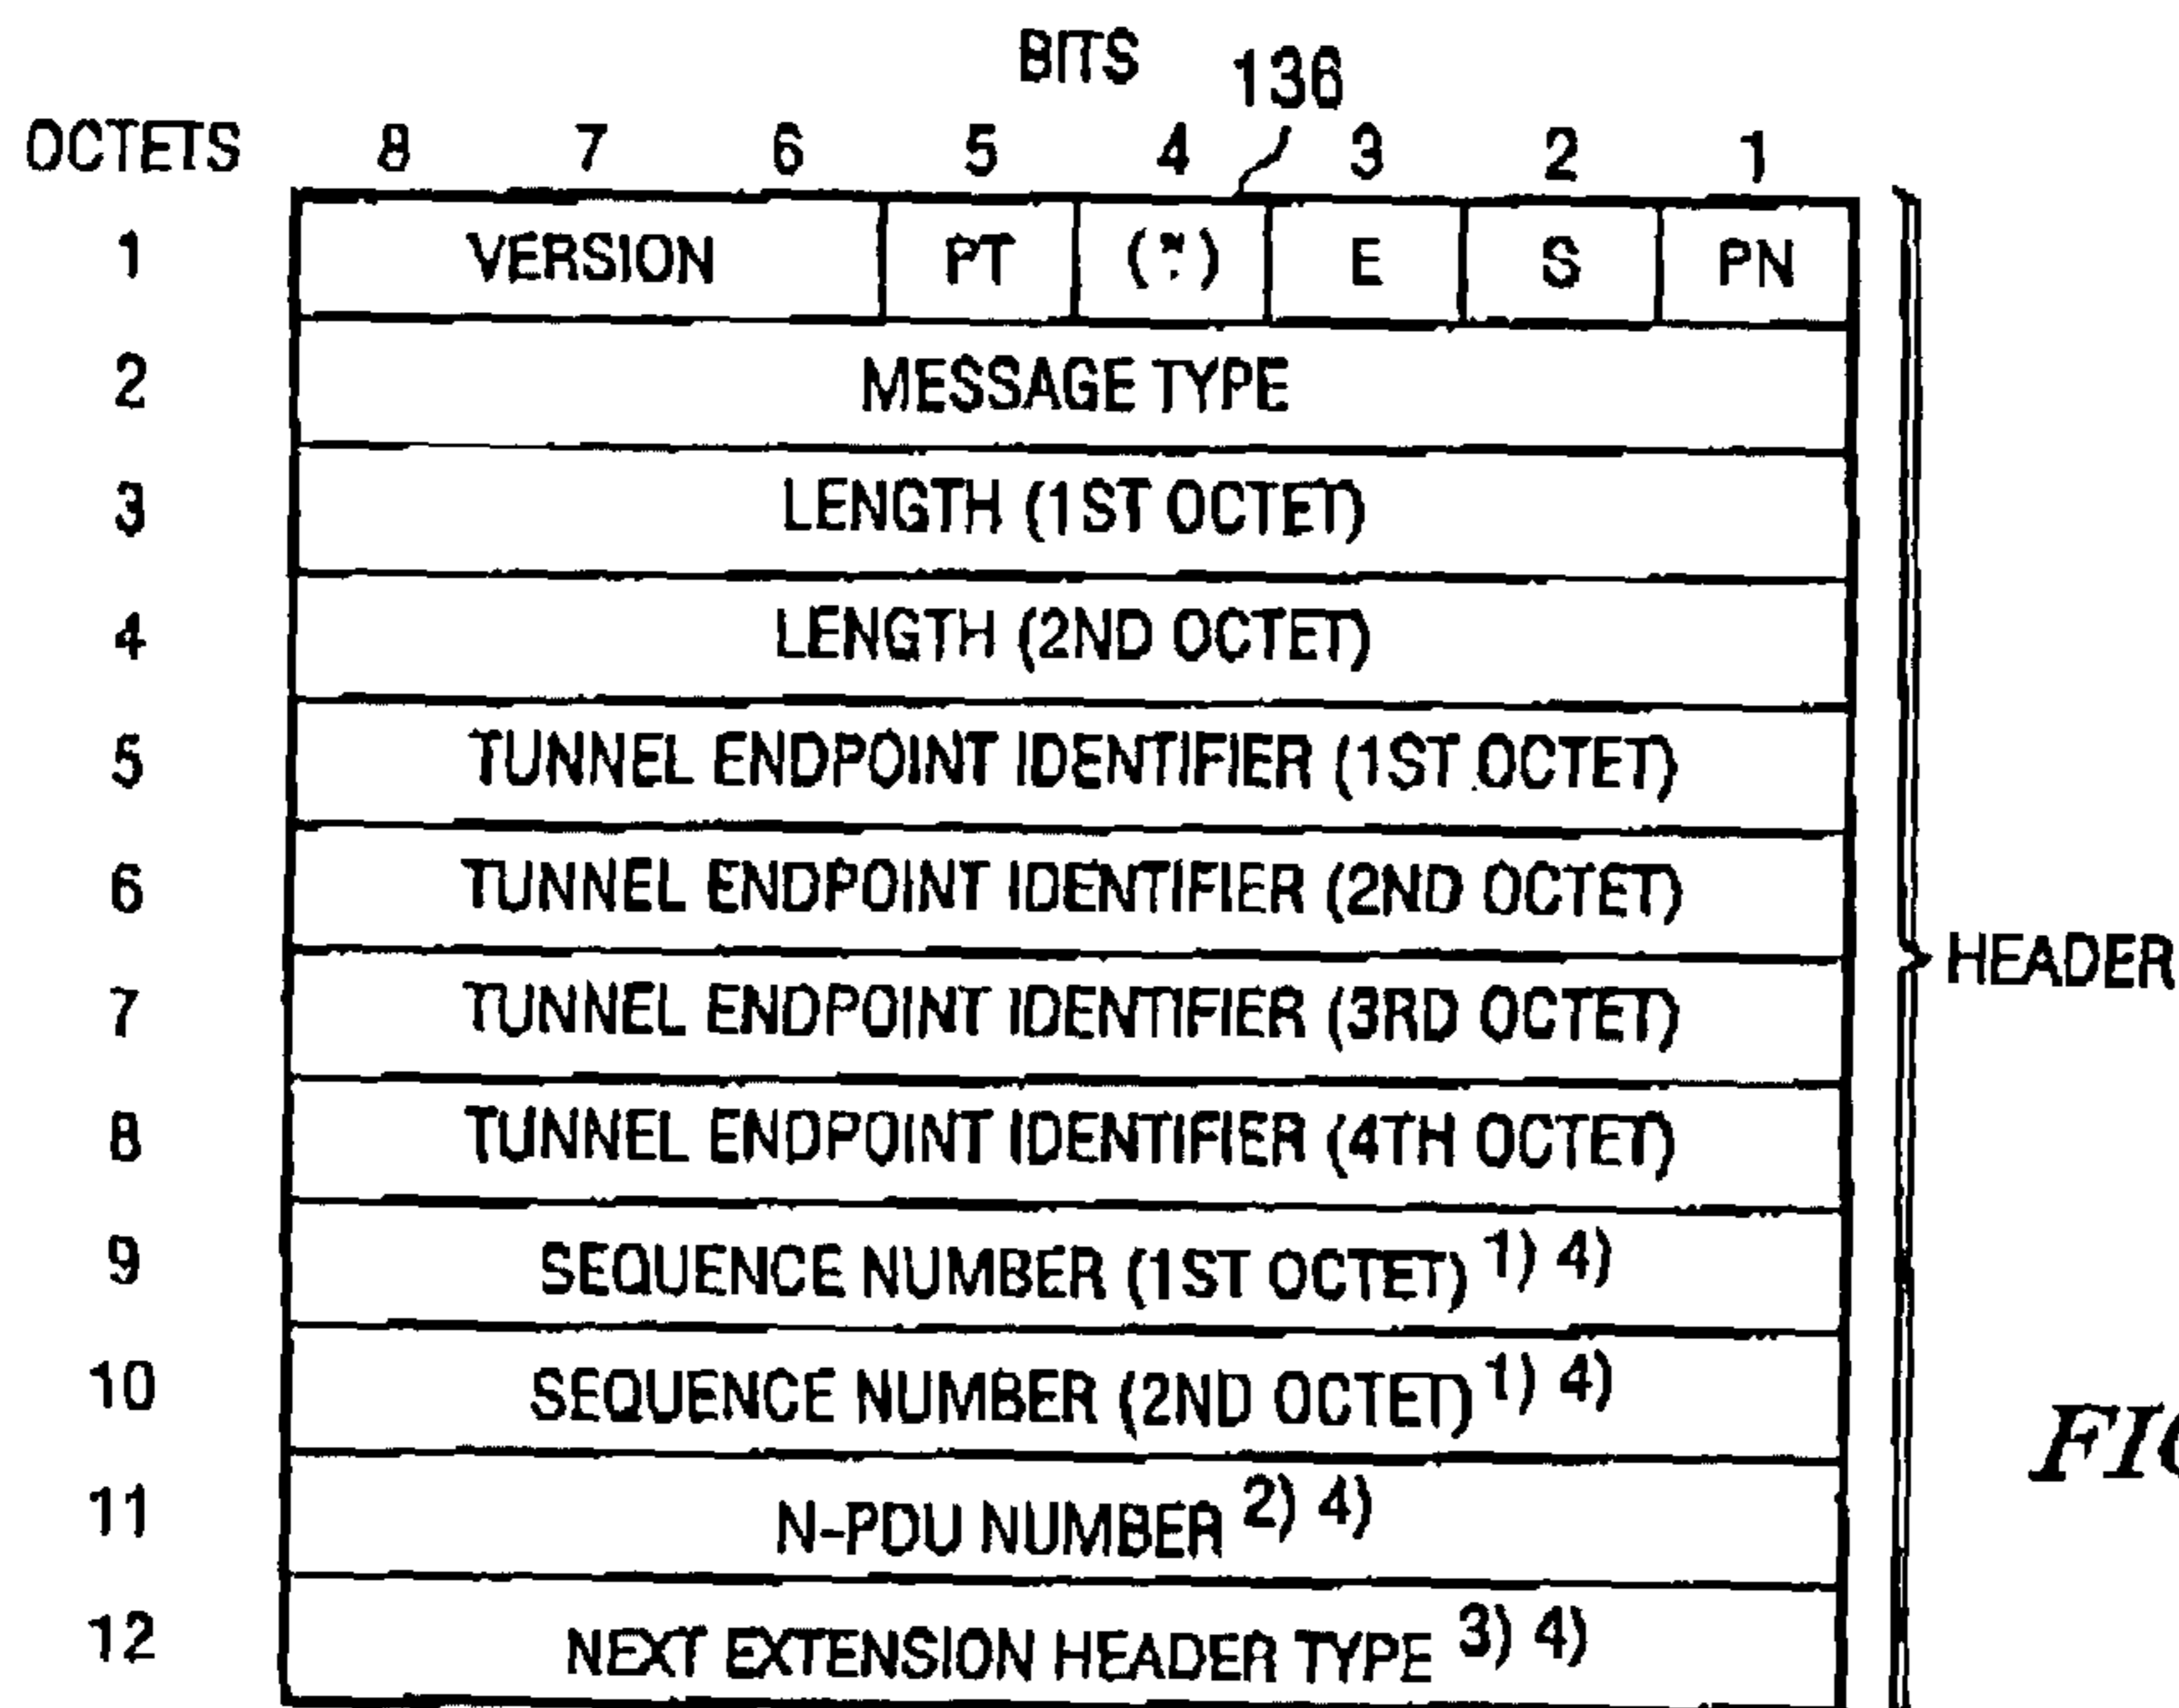 BITS 136
OCTETS 8 7 6 5 4 3 2 1
1 VERSION PT (*) E S PN
2 MESSAGE TYPE
3 LENGTH (1ST OCTET)
4 LENGTH (2ND OCTET)
5 TUNNEL ENDPOINT IDENTIFIER (1ST OCTET)
6 TUNNEL ENDPOINT IDENTIFIER (2ND OCTET)
HEADER
7 TUNNEL ENDPOINT IDENTIFIER (3RD OCTET)
8 TUNNEL ENDPOINT IDENTIFIER (4TH OCTET)
9 SEQUENCE NUMBER (1ST OCTET) 1) 4)
10 SEQUENCE NUMBER (2ND OCTET) 1) 4)
11 N-PDU NUMBER 2) 4)
12 NEXT EXTENSION HEADER TYPE 3) 4)